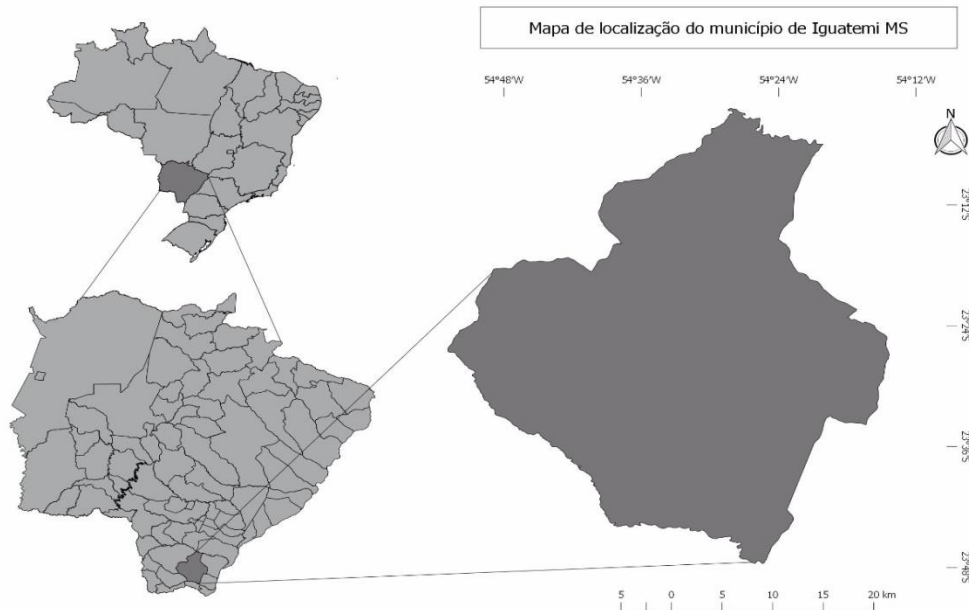 Mapa de localização do município de Iguatemi MS
54°48'W 54°36'W 54°24'W 54°12'W
N
23°12'S
23°24'S
23°36'S
23°48'S
5 0 5 10 15 20 km